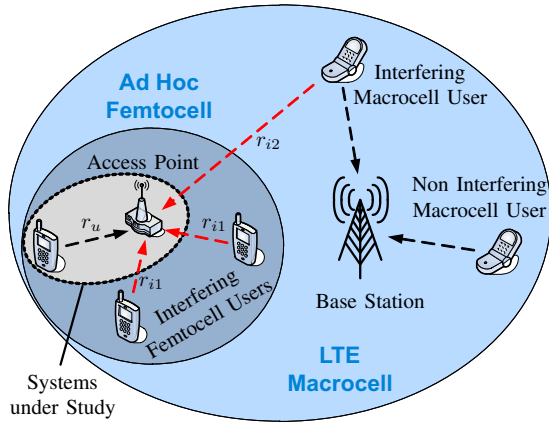 Interfering
Macrocell User
Ad Hoc
Femtocell
r_{i2}
Access Point
Non Interfering
Macrocell User
r_u
r_{i1}
r_{i1}
Interfering
Femtocell Users
Base Station
LTE
Macrocell
Systems
under Study